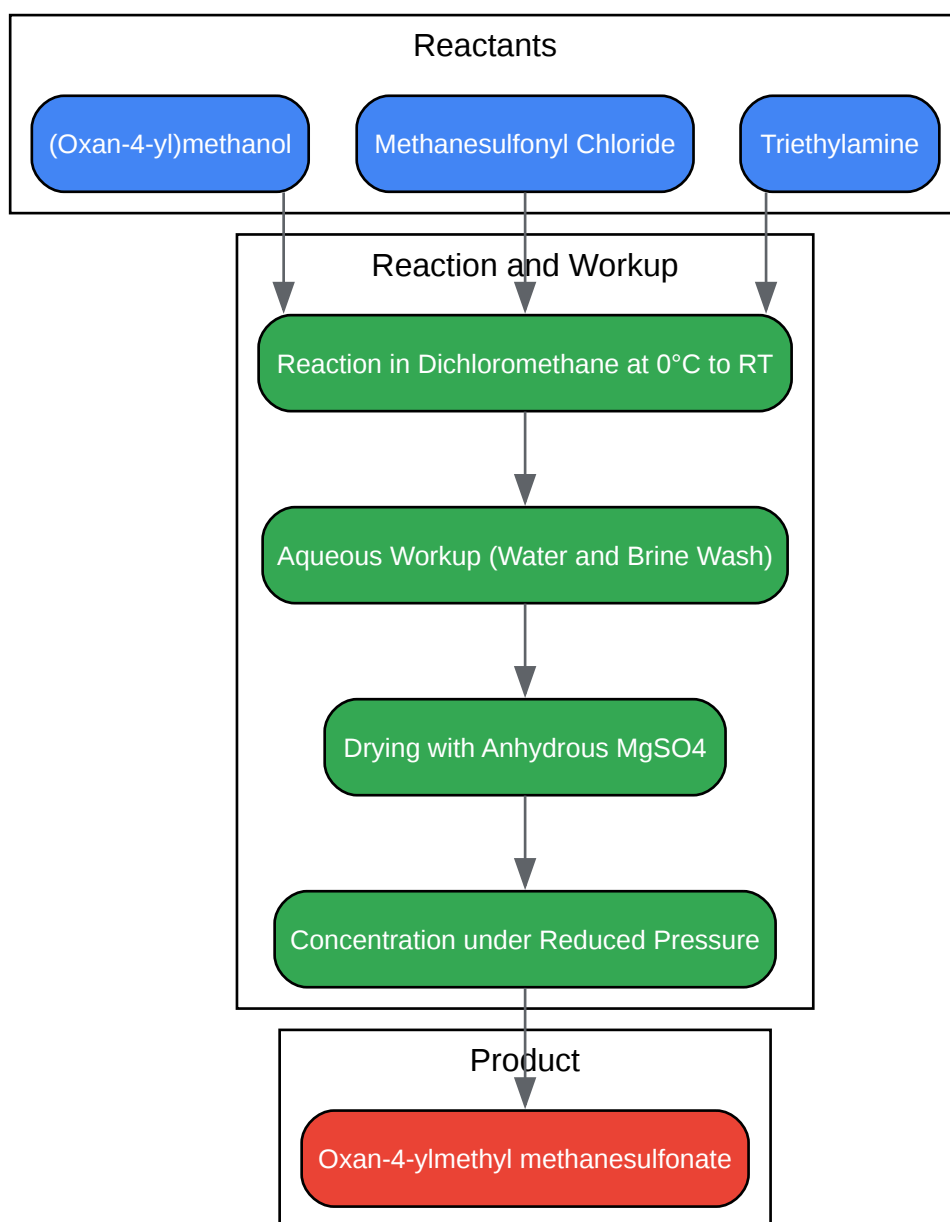 Reactants
(Oxan-4-yl)methanol
Methanesulfonyl Chloride
Triethylamine
Reaction and Workup
Reaction in Dichloromethane at 0°C to RT
Aqueous Workup (Water and Brine Wash)
Drying with Anhydrous MgSO4
Concentration under Reduced Pressure
Product
Oxan-4-ylmethyl methanesulfonate